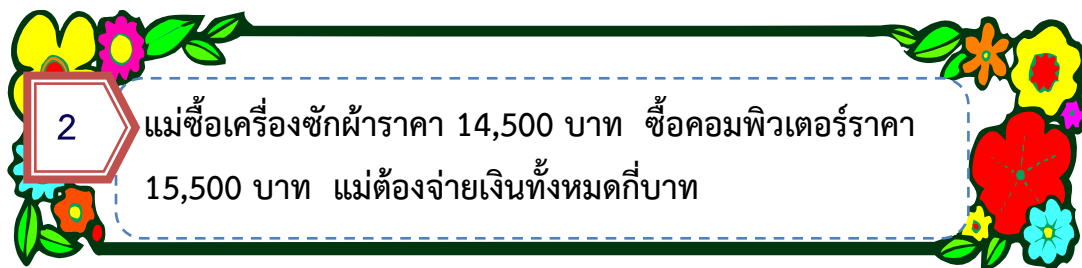 2
แม่ซื้อเครื่องซักผ้าราคา 14,500 บาท ซื้อคอมพิวเตอร์ราคา
15,500 บาท แม่ต้องจ่ายเงินทั้งหมดกี่บาท